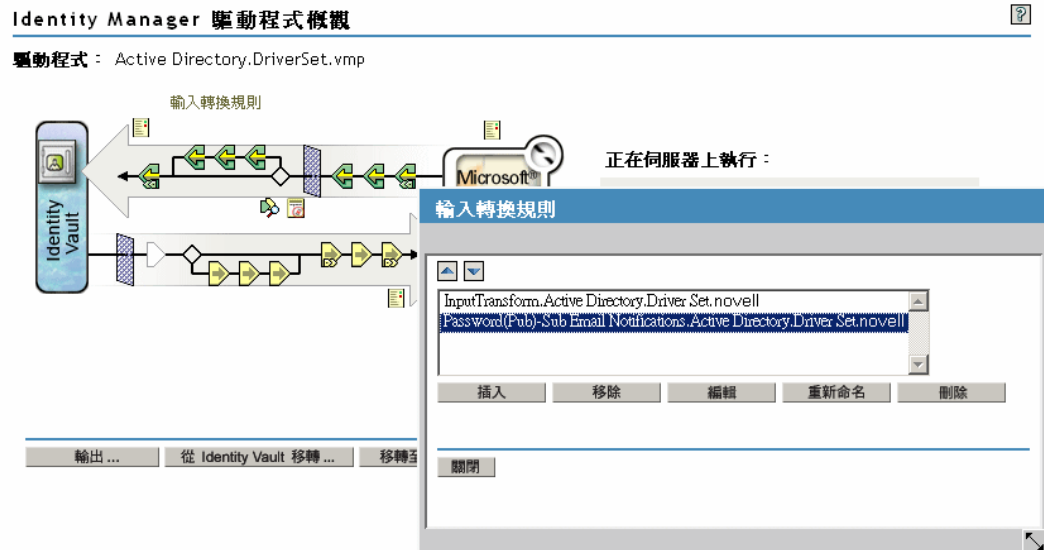 Identity Manager 驅動程式概觀
?
驅動程式： Active Directory.DriverSet.vmp
輸入轉換規則
Identity Vault
Microsoft®
正在伺服器上執行：
輸入轉換規則
InputTransform.Active Directory.Driver Set.novell
Password(Pub)-Sub Email Notifications.Active Directory.Driver Set.novell
插入 移除 編輯 重新命名 刪除
輸出 ... 從 Identity Vault 移轉 ... 移轉至
關閉